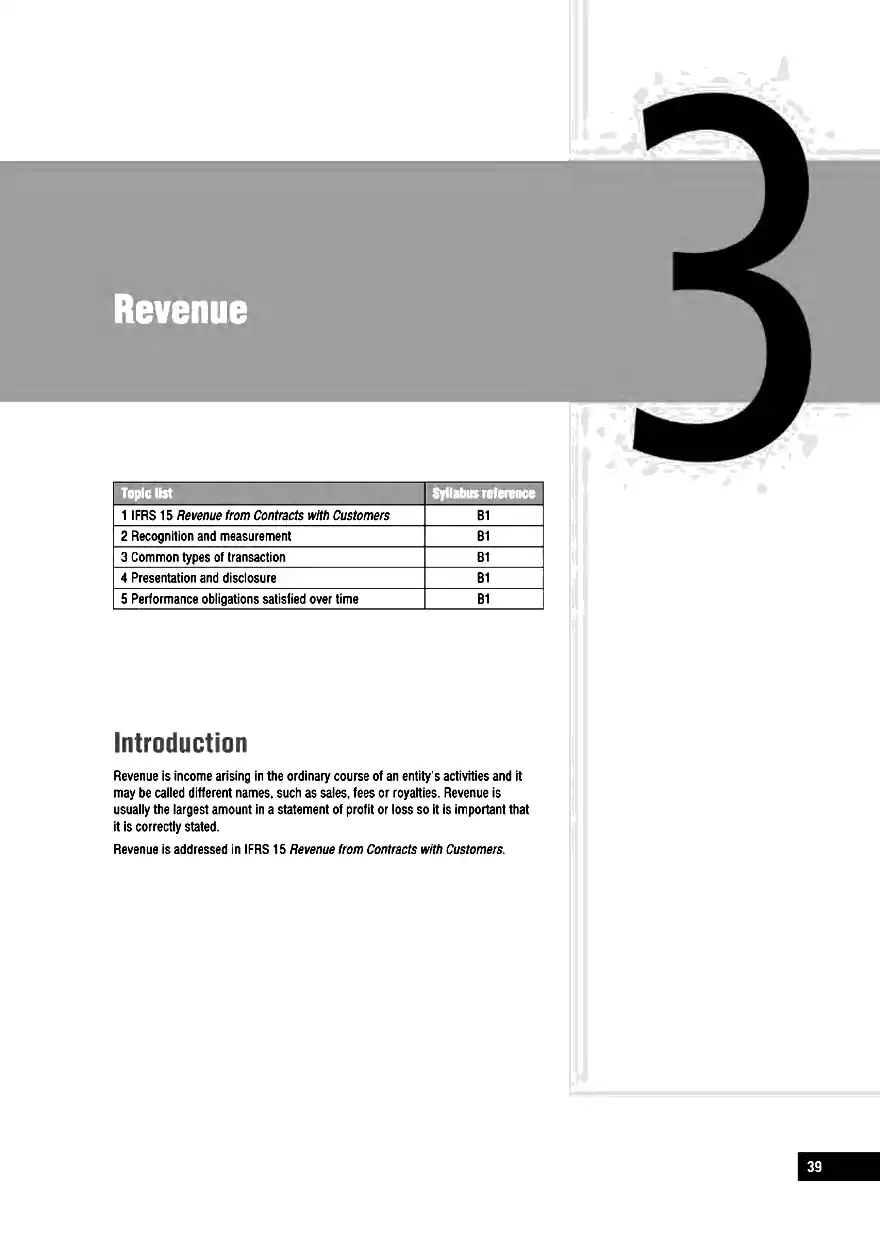 3
Revenue
Topic list Syllabus reference
1 IFRS 15 Revenue from Contracts with Customers B1
2 Recognition and measurement B1
3 Common types of transaction B1
4 Presentation and disclosure B1
5 Performance obligations satisfied over time B1
Introduction
Revenue is income arising in the ordinary course of an entity's activities and it
may be called different names, such as sales, fees or royalties. Revenue is
usually the largest amount in a statement of profit or loss so it is important that
it is correctly stated.
Revenue is addressed in IFRS 15 Revenue from Contracts with Customers.
39